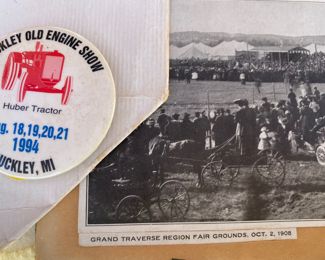 CKLEY OLD ENGINE SHOW
Huber Tractor
ug. 18,19,20,21
1994
UCKLEY, MI
GRAND TRAVERSE REGION FAIR GROUNDS, OCT. 2, 1908